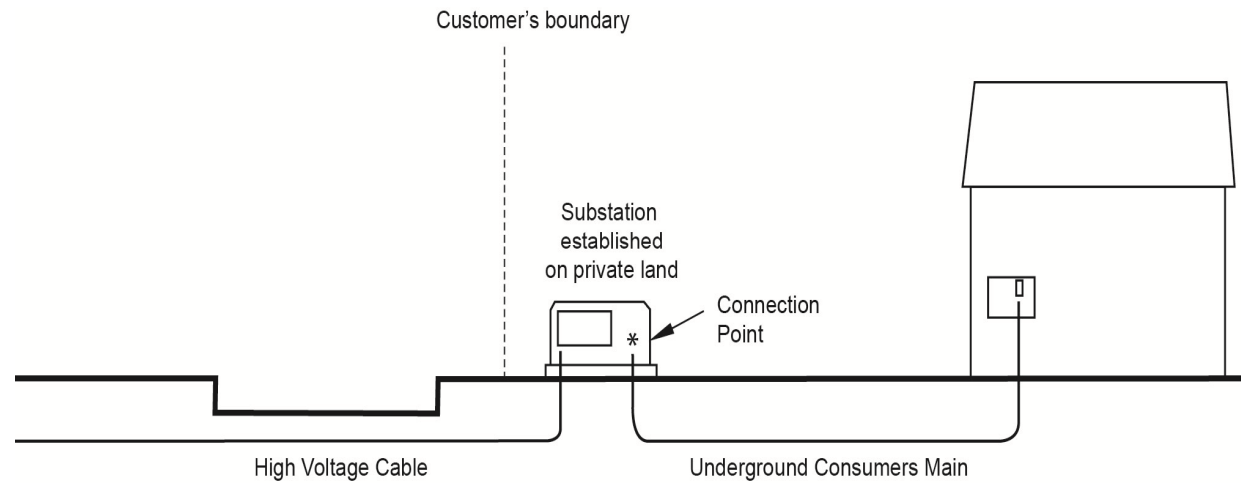 Customer’s boundary
Substation
established
on private land
Connection
Point
*
High Voltage Cable
Underground Consumers Main